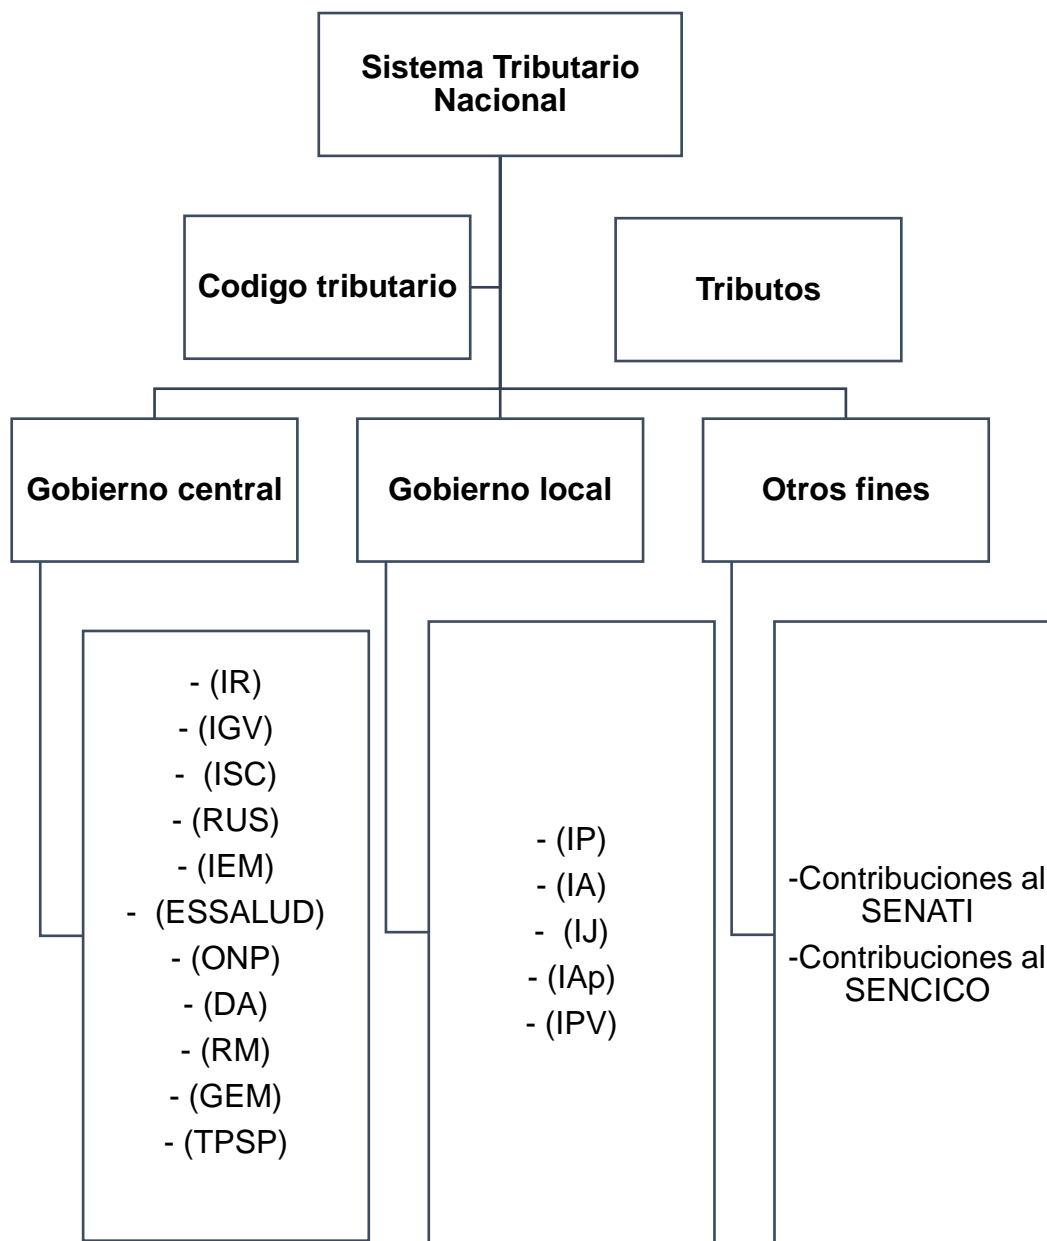 Sistema Tributario
Nacional
Codigo tributario
Tributos
Gobierno central
Gobierno local
Otros fines
- (IR)
- (IGV)
-  (ISC)
- (RUS)
- (IEM)
-  (ESSALUD)
- (ONP)
- (DA)
- (RM)
- (GEM)
- (TPSP)
- (IP)
- (IA)
-  (IJ)
- (IAp)
- (IPV)
-Contribuciones al
SENATI
-Contribuciones al
SENCICO